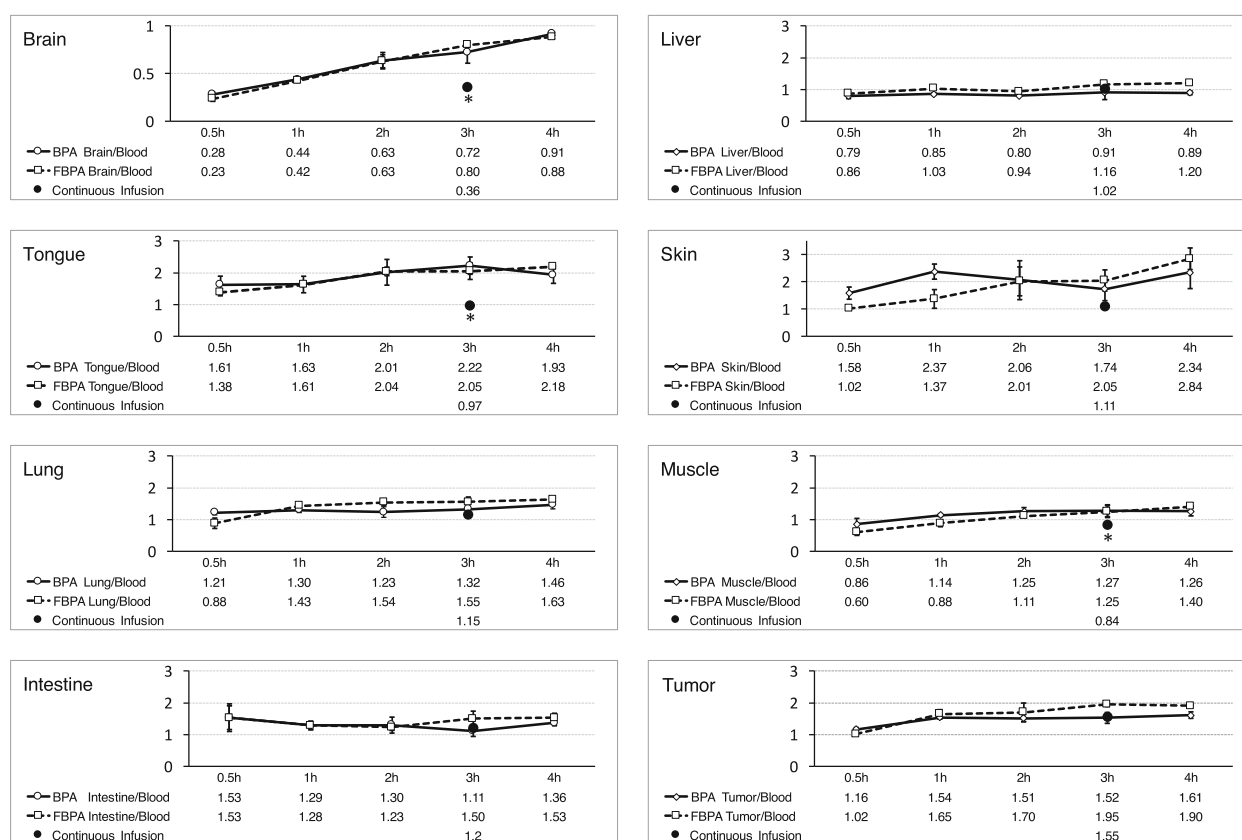 Brain
1
0.5
0
0.5h 1h 2h 3h 4h
BPA Brain/Blood 0.28 0.44 0.63 0.72 0.91
FBPA Brain/Blood 0.23 0.42 0.63 0.80 0.88
Continuous Infusion 0.36
*
Liver
3
2
1
0
0.5h 1h 2h 3h 4h
BPA Liver/Blood 0.79 0.85 0.80 0.91 0.89
FBPA Liver/Blood 0.86 1.03 0.94 1.16 1.20
Continuous Infusion 1.02
Tongue
3
2
1
0
*
0.5h 1h 2h 3h 4h
BPA Tongue/Blood 1.61 1.63 2.01 2.22 1.93
FBPA Tongue/Blood 1.38 1.61 2.04 2.05 2.18
Continuous Infusion 0.97
Skin
3
2
1
0
0.5h 1h 2h 3h 4h
BPA Skin/Blood 1.58 2.37 2.06 1.74 2.34
FBPA Skin/Blood 1.02 1.37 2.01 2.05 2.84
Continuous Infusion 1.11
Lung
3
2
1
0
0.5h 1h 2h 3h 4h
BPA Lung/Blood 1.21 1.30 1.23 1.32 1.46
FBPA Lung/Blood 0.88 1.43 1.54 1.55 1.63
Continuous Infusion 1.15
Muscle
3
2
1
0
*
0.5h 1h 2h 3h 4h
BPA Muscle/Blood 0.86 1.14 1.25 1.27 1.26
FBPA Muscle/Blood 0.60 0.88 1.11 1.25 1.40
Continuous Infusion 0.84
Intestine
3
2
1
0
0.5h 1h 2h 3h 4h
BPA Intestine/Blood 1.53 1.29 1.30 1.11 1.36
FBPA Intestine/Blood 1.53 1.28 1.23 1.50 1.53
Continuous Infusion 1.2
Tumor
3
2
1
0
0.5h 1h 2h 3h 4h
BPA Tumor/Blood 1.16 1.54 1.51 1.52 1.61
FBPA Tumor/Blood 1.02 1.65 1.70 1.95 1.90
Continuous Infusion 1.55